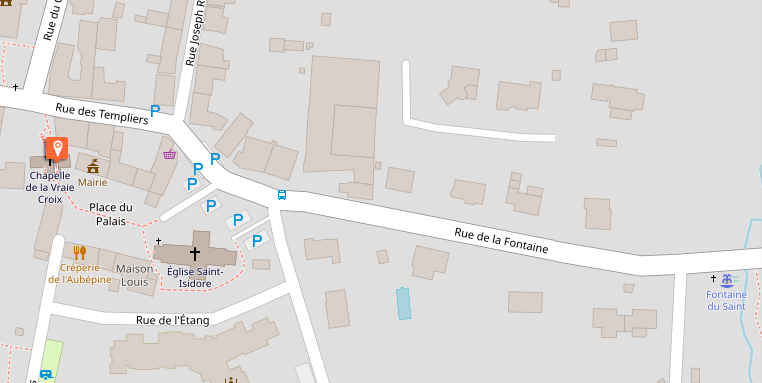 Rue du
Rue Joseph R
Rue des Templiers
P
P
P
P
P
P
P
Chapelle
de la Vraie
Croix
Mairie
Place du
Palais
Rue de la Fontaine
Crêperie
de l'Aubépine
Maison
Louis
Église Saint-
Isidore
Fontaine
du Saint
Rue de l'Étang
s